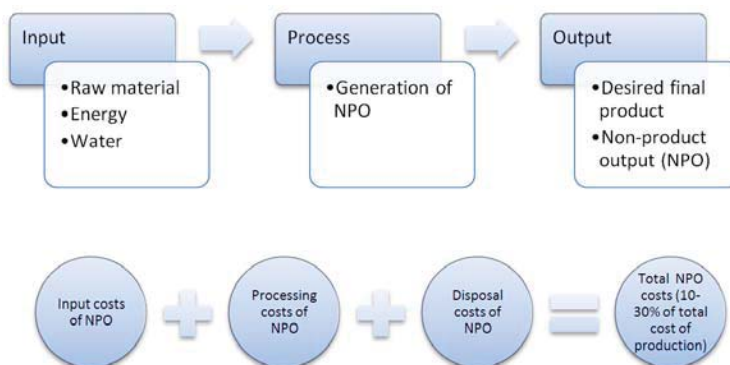 Input
•Raw material
•Energy
•Water
Process
•Generation of
NPO
Output
•Desired final
product
•Non-product
output (NPO)
Input costs
of NPO
Processing
costs of
NPO
Disposal
costs of
NPO
Total NPO
costs (10-
30% of total
cost of
production)